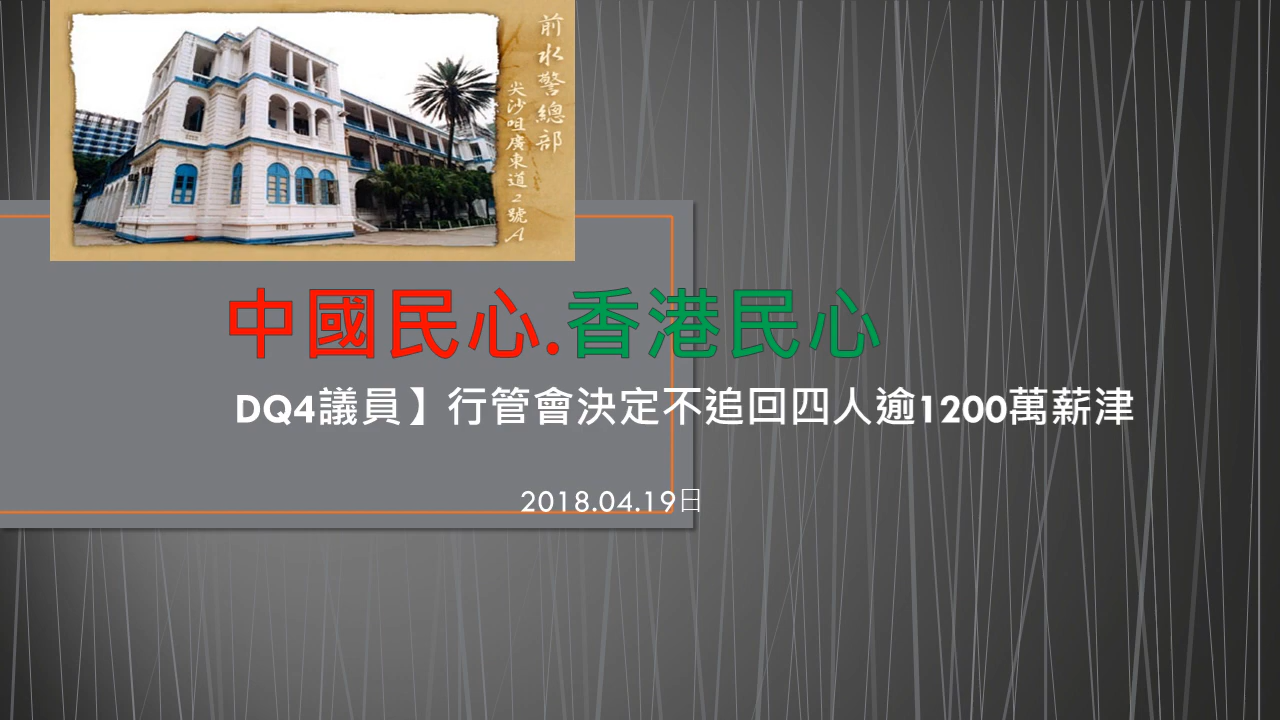 前水警總部
尖沙咀廣東道2號A
中國民心.香港民心
DQ4議員】行管會決定不追回四人逾1200萬薪津
2018.04.19日